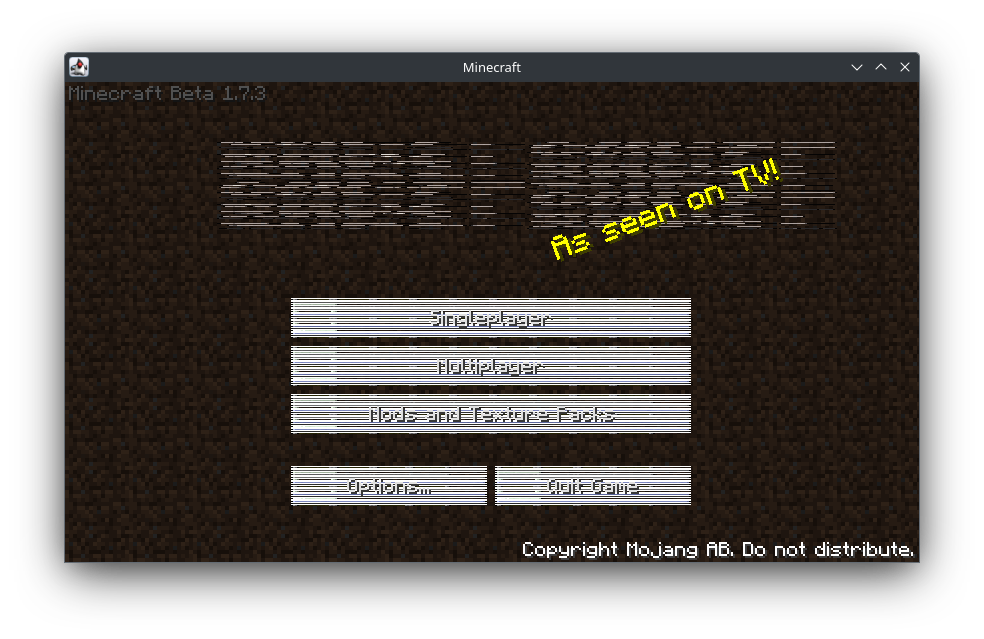 Minecraft
Minecraft Beta 1.7.3
As seen on TV!
Singleplayer
Multiplayer
Mods and Texture Packs
Options...
Quit Game
Copyright Mojang AB. Do not distribute.